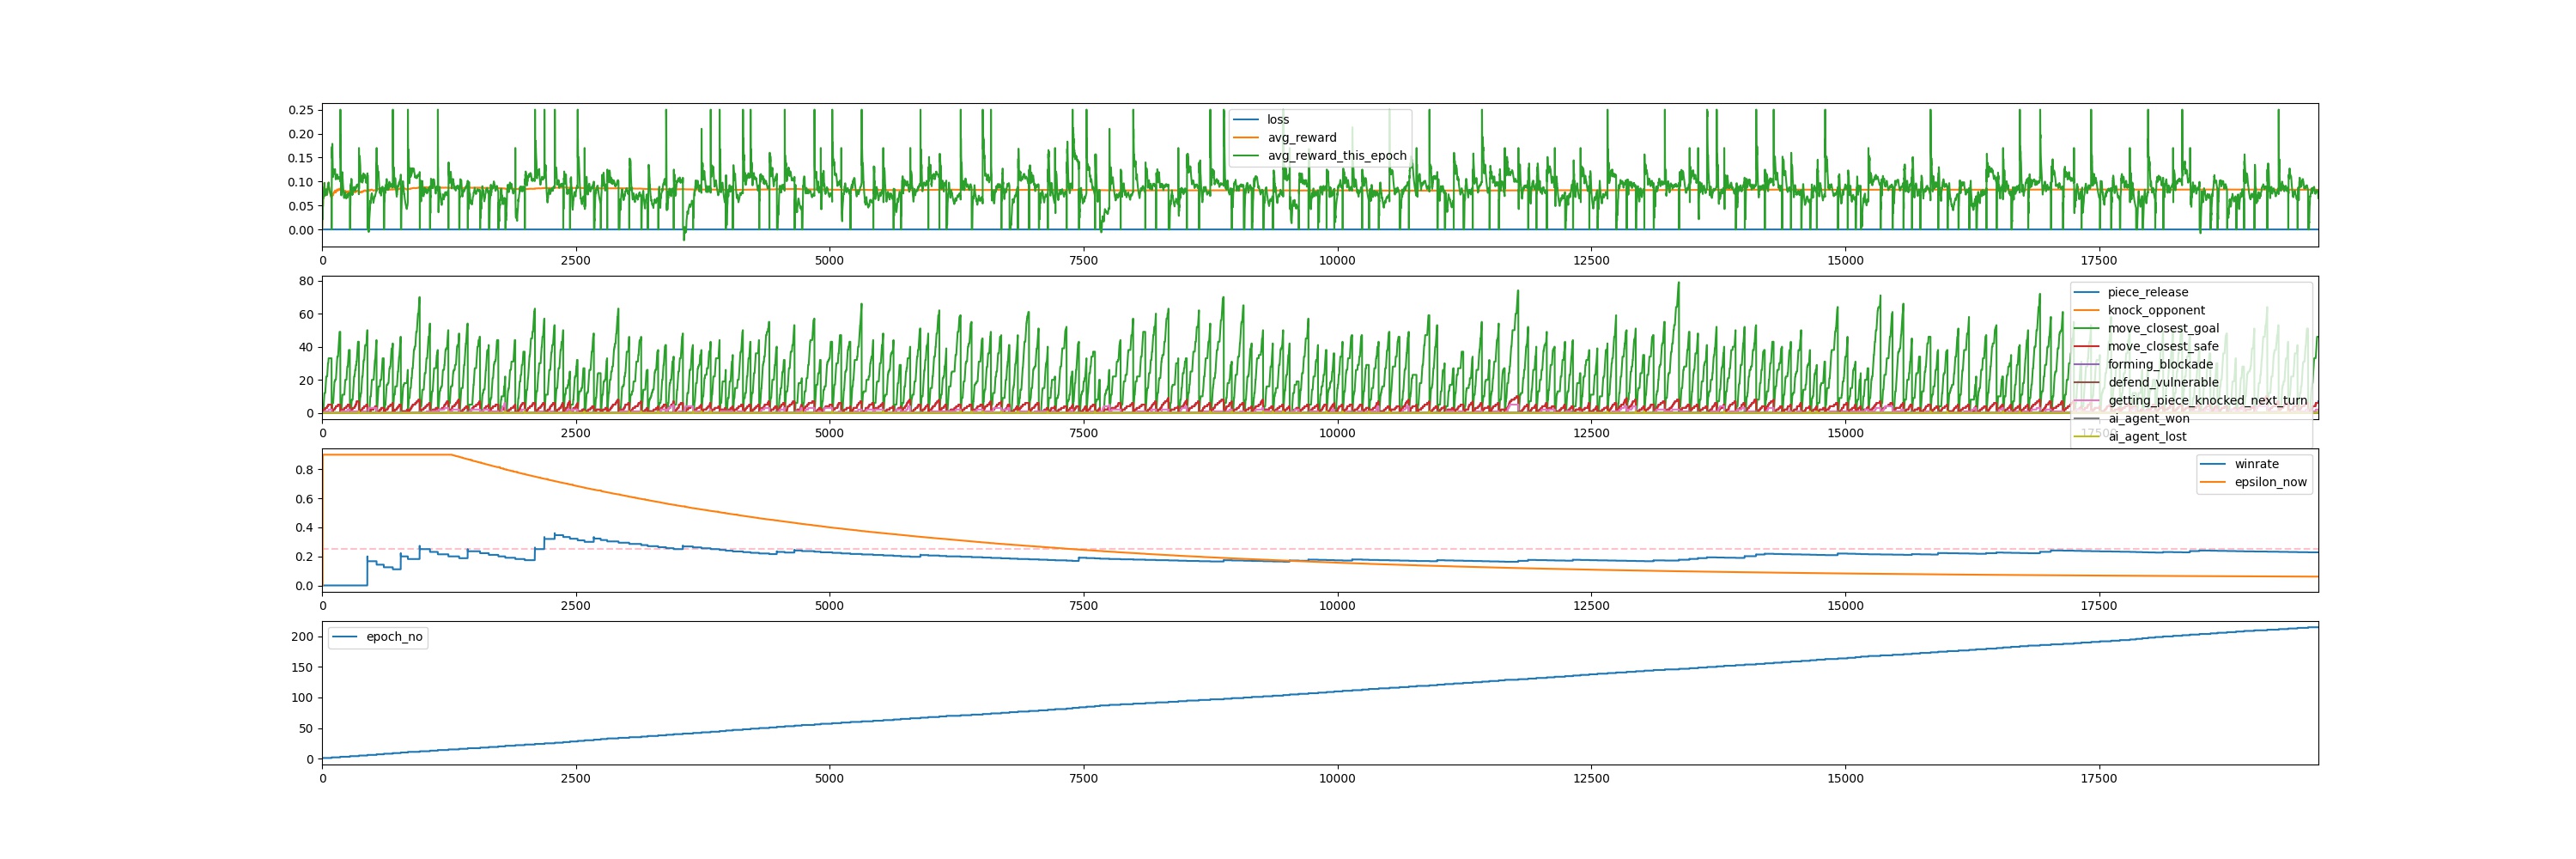 0.25
0.20
0.15
0.10
0.05
0.00
loss
avg_reward
avg_reward_this_epoch
0 2500 5000 7500 10000 12500 15000 17500
80
60
40
20
0
piece_release
knock_opponent
move_closest_goal
move_closest_safe
forming_blockade
defend_vulnerable
getting_piece_knocked_next_turn
ai_agent_won
ai_agent_lost
0 2500 5000 7500 10000 12500 15000 17500
0.8
0.6
0.4
0.2
0.0
winrate
epsilon_now
0 2500 5000 7500 10000 12500 15000 17500
200
150
100
50
0
epoch_no
0 2500 5000 7500 10000 12500 15000 17500